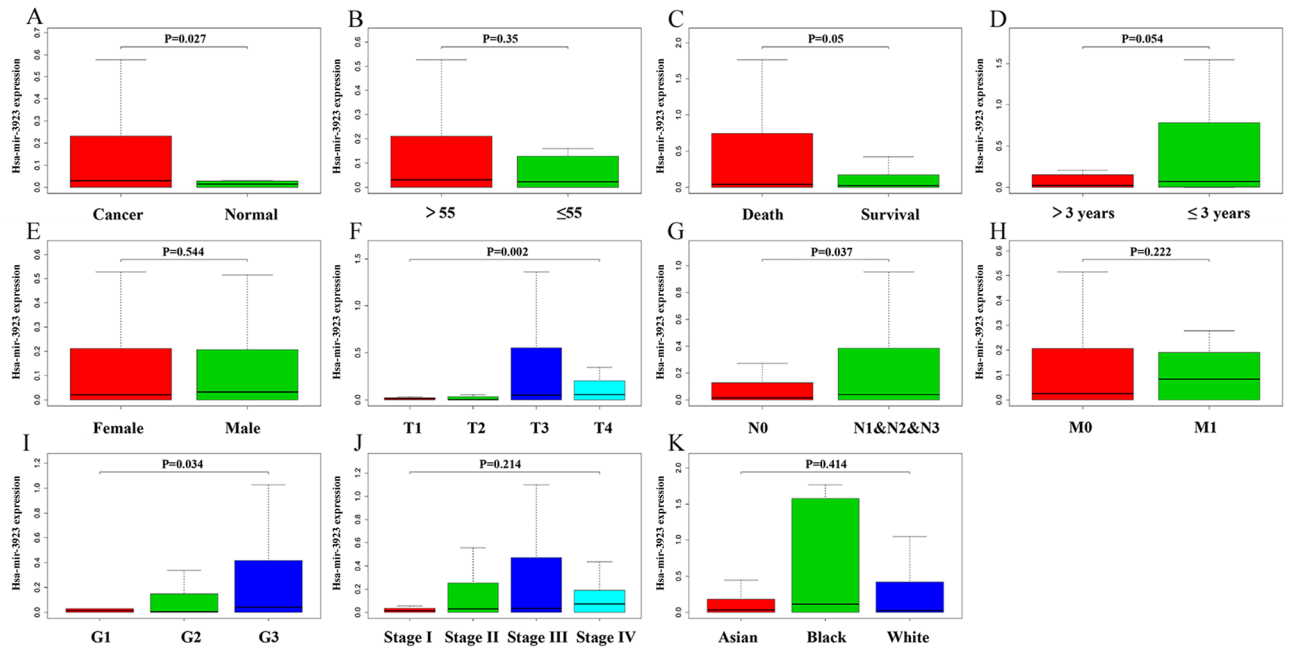 A
P=0.027
Hsa-mir-3923 expression
0.7
0.6
0.5
0.4
0.3
0.2
0.1
0.0
Cancer Normal
B
P=0.35
Hsa-mir-3923 expression
0.6
0.5
0.4
0.3
0.2
0.1
0.0
>55 ≤55
C
P=0.05
Hsa-mir-3923 expression
2.0
1.5
1.0
0.5
0.0
Death Survival
D
P=0.054
Hsa-mir-3923 expression
1.5
1.0
0.5
0.0
>3 years ≤3 years
E
P=0.544
Hsa-mir-3923 expression
0.6
0.5
0.4
0.3
0.2
0.1
0.0
Female Male
F
P=0.002
Hsa-mir-3923 expression
1.5
1.0
0.5
0.0
T1 T2 T3 T4
G
P=0.037
Hsa-mir-3923 expression
1.0
0.8
0.6
0.4
0.2
0.0
N0 N1&N2&N3
H
P=0.222
Hsa-mir-3923 expression
0.6
0.5
0.4
0.3
0.2
0.1
0.0
M0 M1
I
P=0.034
Hsa-mir-3923 expression
1.2
1.0
0.8
0.6
0.4
0.2
0.0
G1 G2 G3
J
P=0.214
Hsa-mir-3923 expression
1.2
1.0
0.8
0.6
0.4
0.2
0.0
Stage I Stage II Stage III Stage IV
K
P=0.414
Hsa-mir-3923 expression
2.0
1.5
1.0
0.5
0.0
Asian Black White